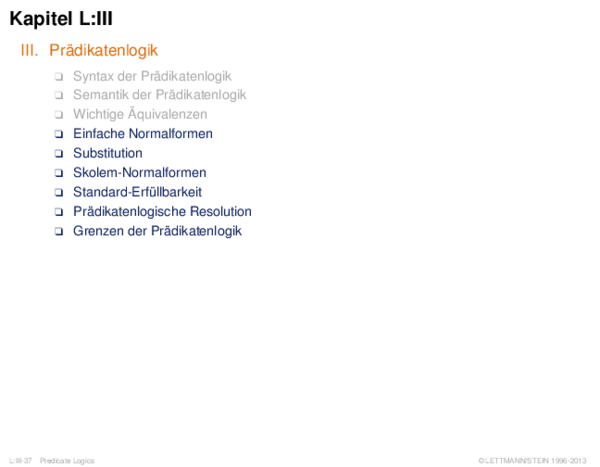 Kapitel L:III
III. Prädikatenlogik
❑ Syntax der Prädikatenlogik
❑ Semantik der Prädikatenlogik
❑ Wichtige Äquivalenzen
❑ Einfache Normalformen
❑ Substitution
❑ Skolem-Normalformen
❑ Standard-Erfüllbarkeit
❑ Prädikatenlogische Resolution
❑ Grenzen der Prädikatenlogik
L:III-37 Predicate Logics
©LETTMANN/STEIN 1996-2013